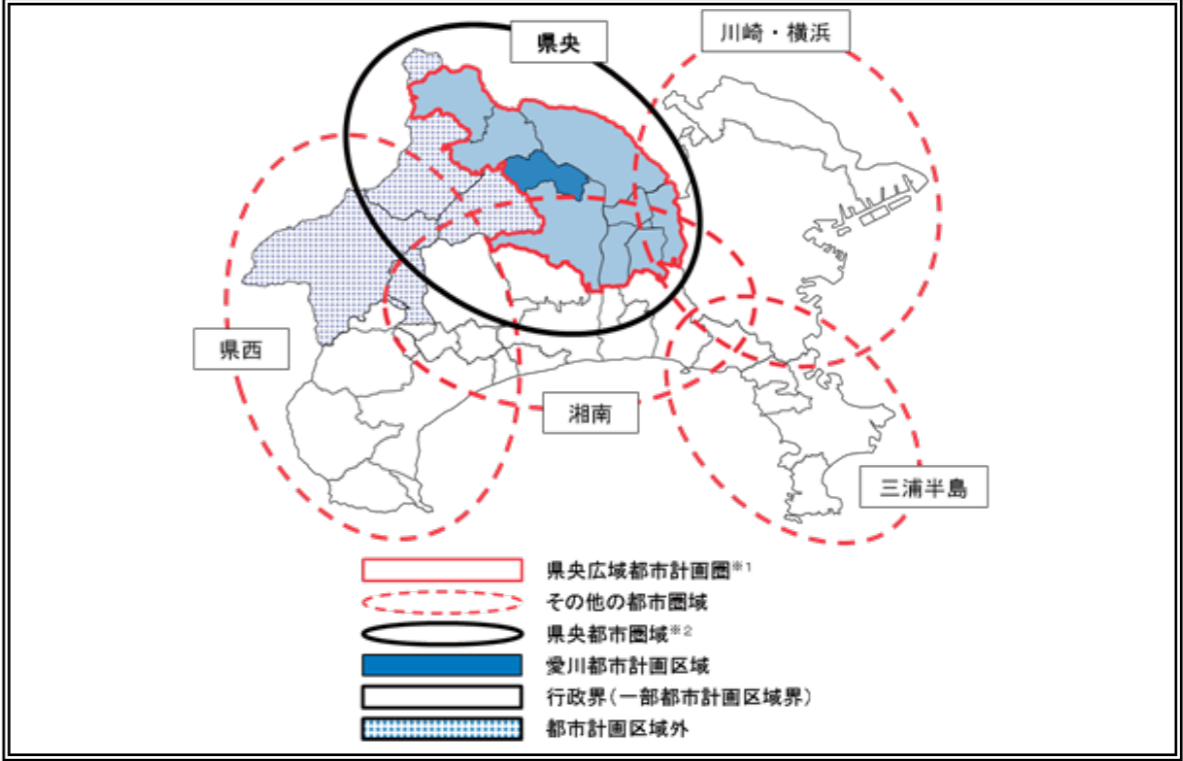 県央
川崎・横浜
県西
湘南
三浦半島
県央広域都市計画圏※1
その他の都市圏域
県央都市圏域※2
愛川都市計画区域
行政界(一部都市計画区域界)
都市計画区域外